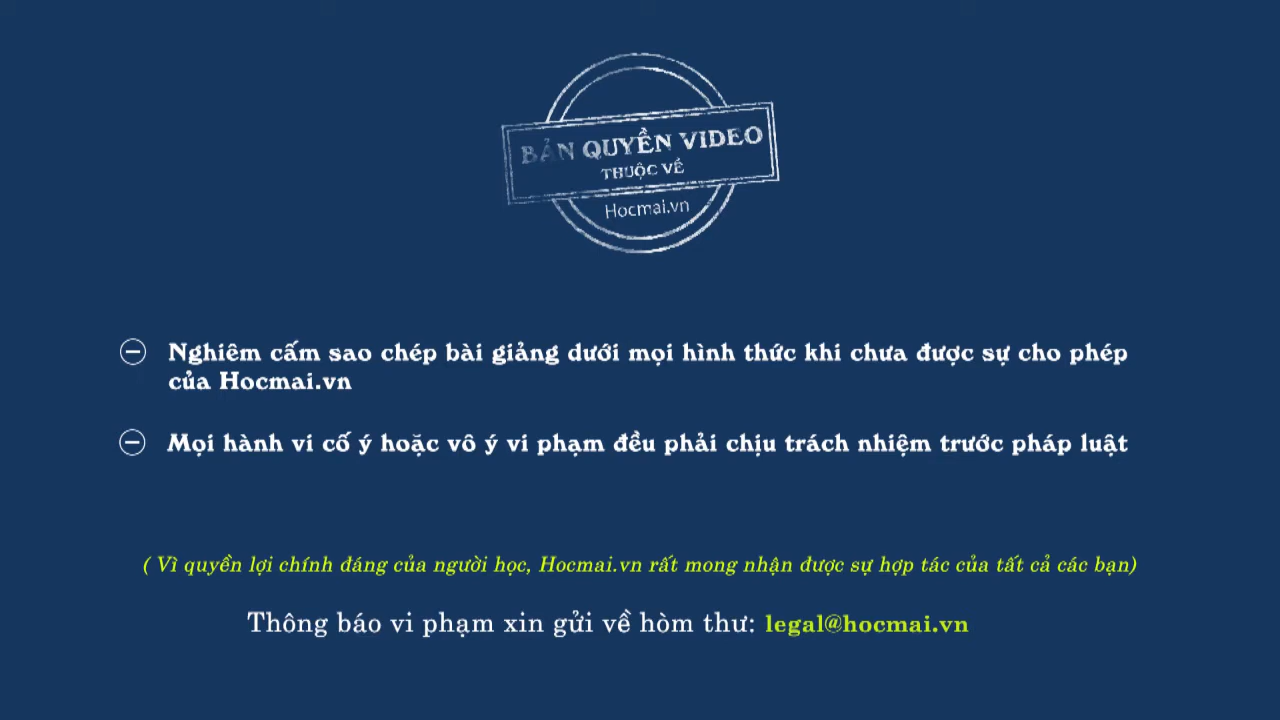 BẢN QUYỀN VIDEO
THUỘC VỀ
Hocmai.vn
Nghiêm cấm sao chép bài giảng dưới mọi hình thức khi chưa được sự cho phép
của Hocmai.vn
Mọi hành vi cố ý hoặc vô ý vi phạm đều phải chịu trách nhiệm trước pháp luật
( Vì quyền lợi chính đáng của người học, Hocmai.vn rất mong nhận được sự hợp tác của tất cả các bạn)
Thông báo vi phạm xin gửi về hòm thư: legal@hocmai.vn